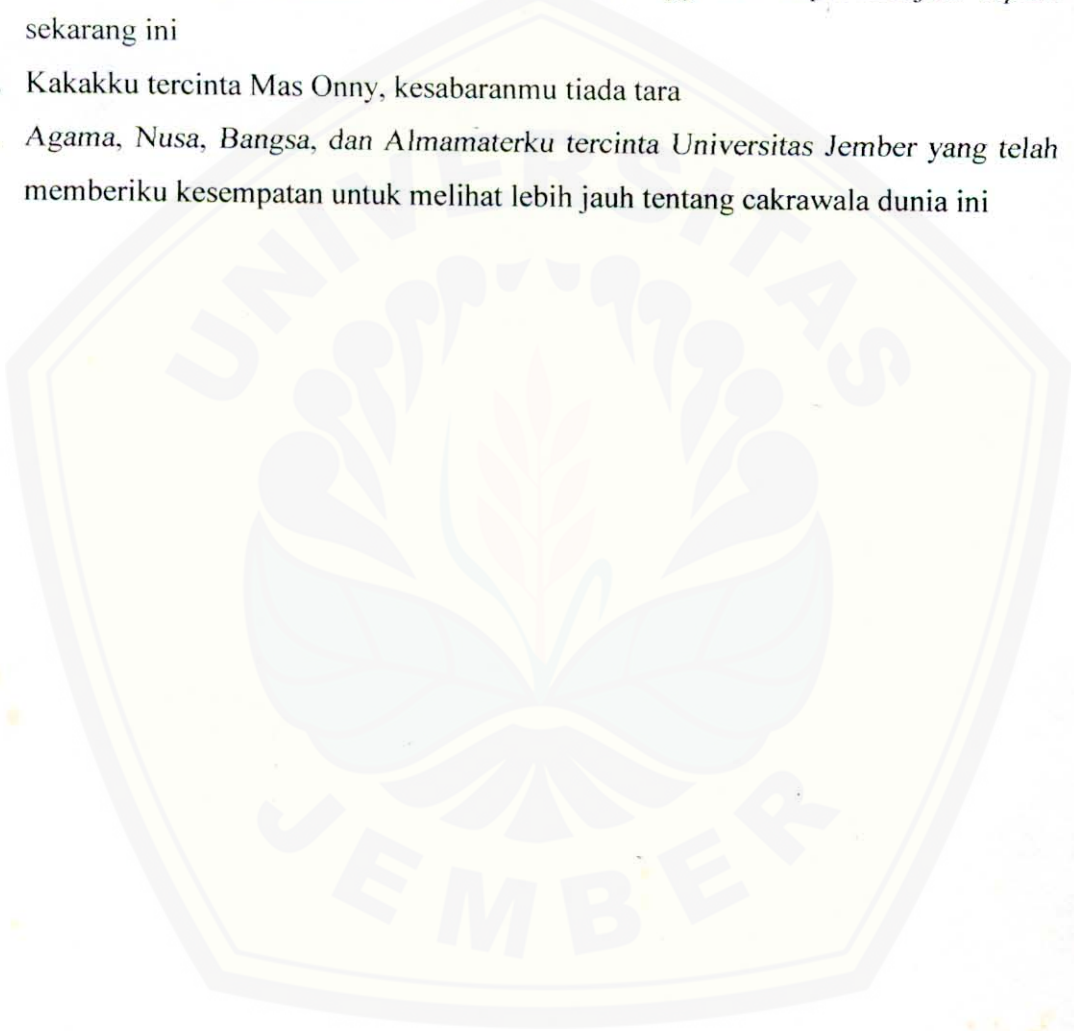 sekarang ini
Kakakku tercinta Mas Onny, kesabaranmu tiada tara
Agama, Nusa, Bangsa, dan Almamaterku tercinta Universitas Jember yang telah
memberiku kesempatan untuk melihat lebih jauh tentang cakrawala dunia ini
UNIVERSITAS
JEMBER